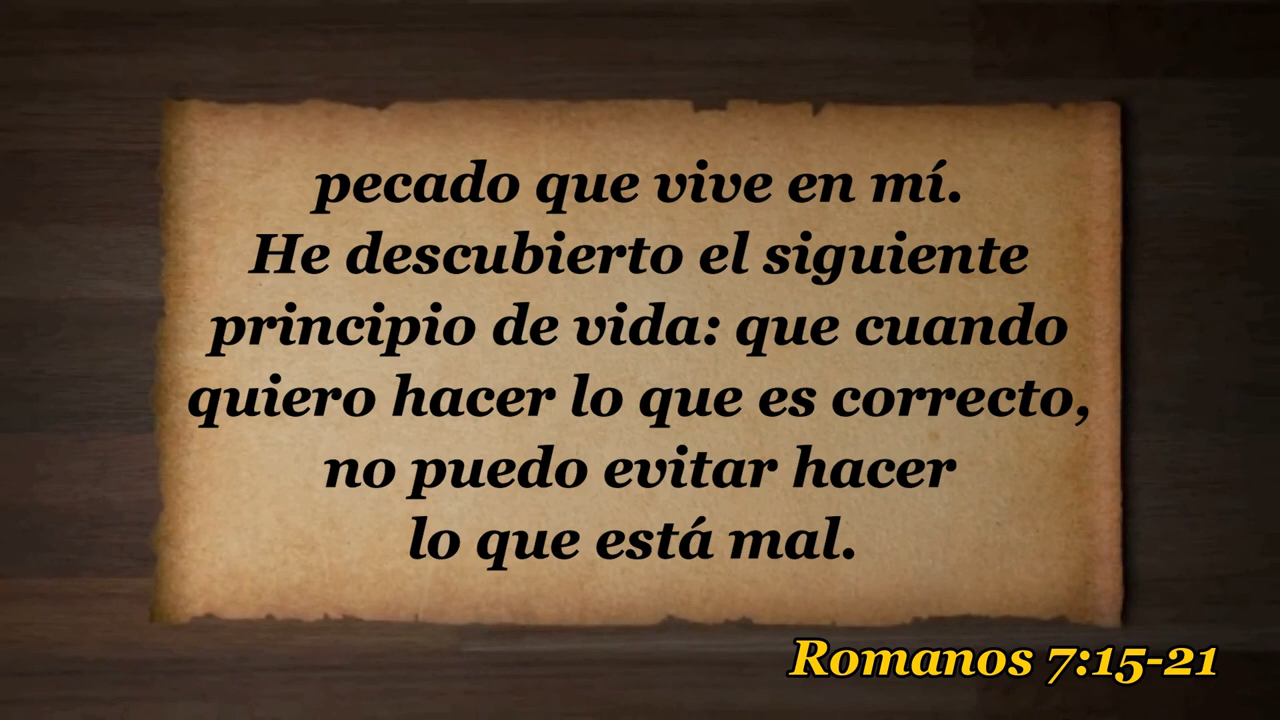 pecado que vive en mí.
He descubierto el siguiente
principio de vida: que cuando
quiero hacer lo que es correcto,
no puedo evitar hacer
lo que está mal.
Romanos 7:15-21